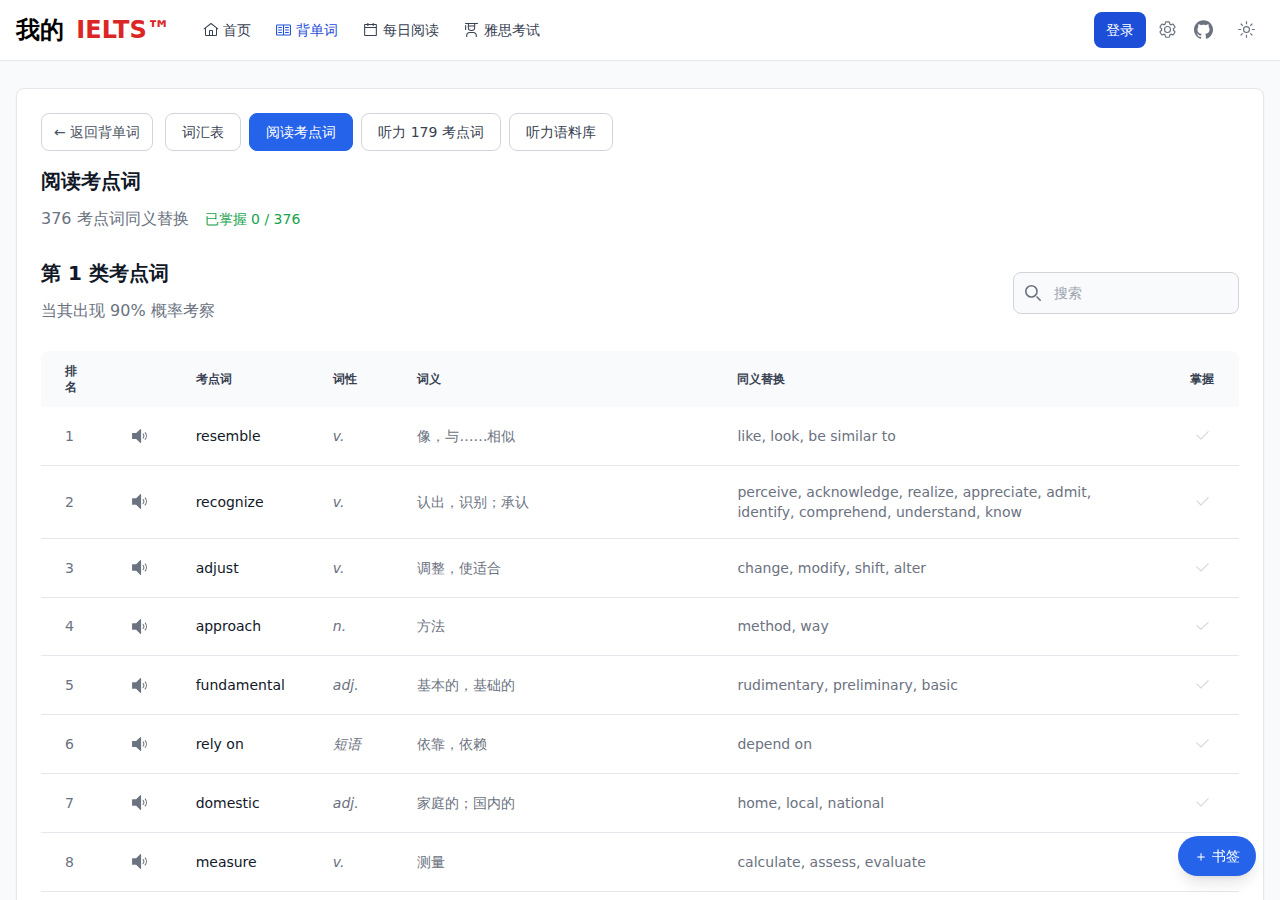 我的 IELTS™ 首页 背单词 每日阅读 雅思考试 登录
← 返回背单词 词汇表 阅读考点词 听力 179 考点词 听力语料库
阅读考点词
376 考点词同义替换 已掌握 0 / 376
第 1 类考点词
当其出现 90% 概率考察
搜索
排名 考点词 词性 词义 同义替换 掌握
1 resemble v. 像，与……相似 like, look, be similar to
2 recognize v. 认出，识别；承认 perceive, acknowledge, realize, appreciate, admit,
identify, comprehend, understand, know
3 adjust v. 调整，使适合 change, modify, shift, alter
4 approach n. 方法 method, way
5 fundamental adj. 基本的，基础的 rudimentary, preliminary, basic
6 rely on 短语 依靠，依赖 depend on
7 domestic adj. 家庭的；国内的 home, local, national
8 measure v. 测量 calculate, assess, evaluate
+ 书签